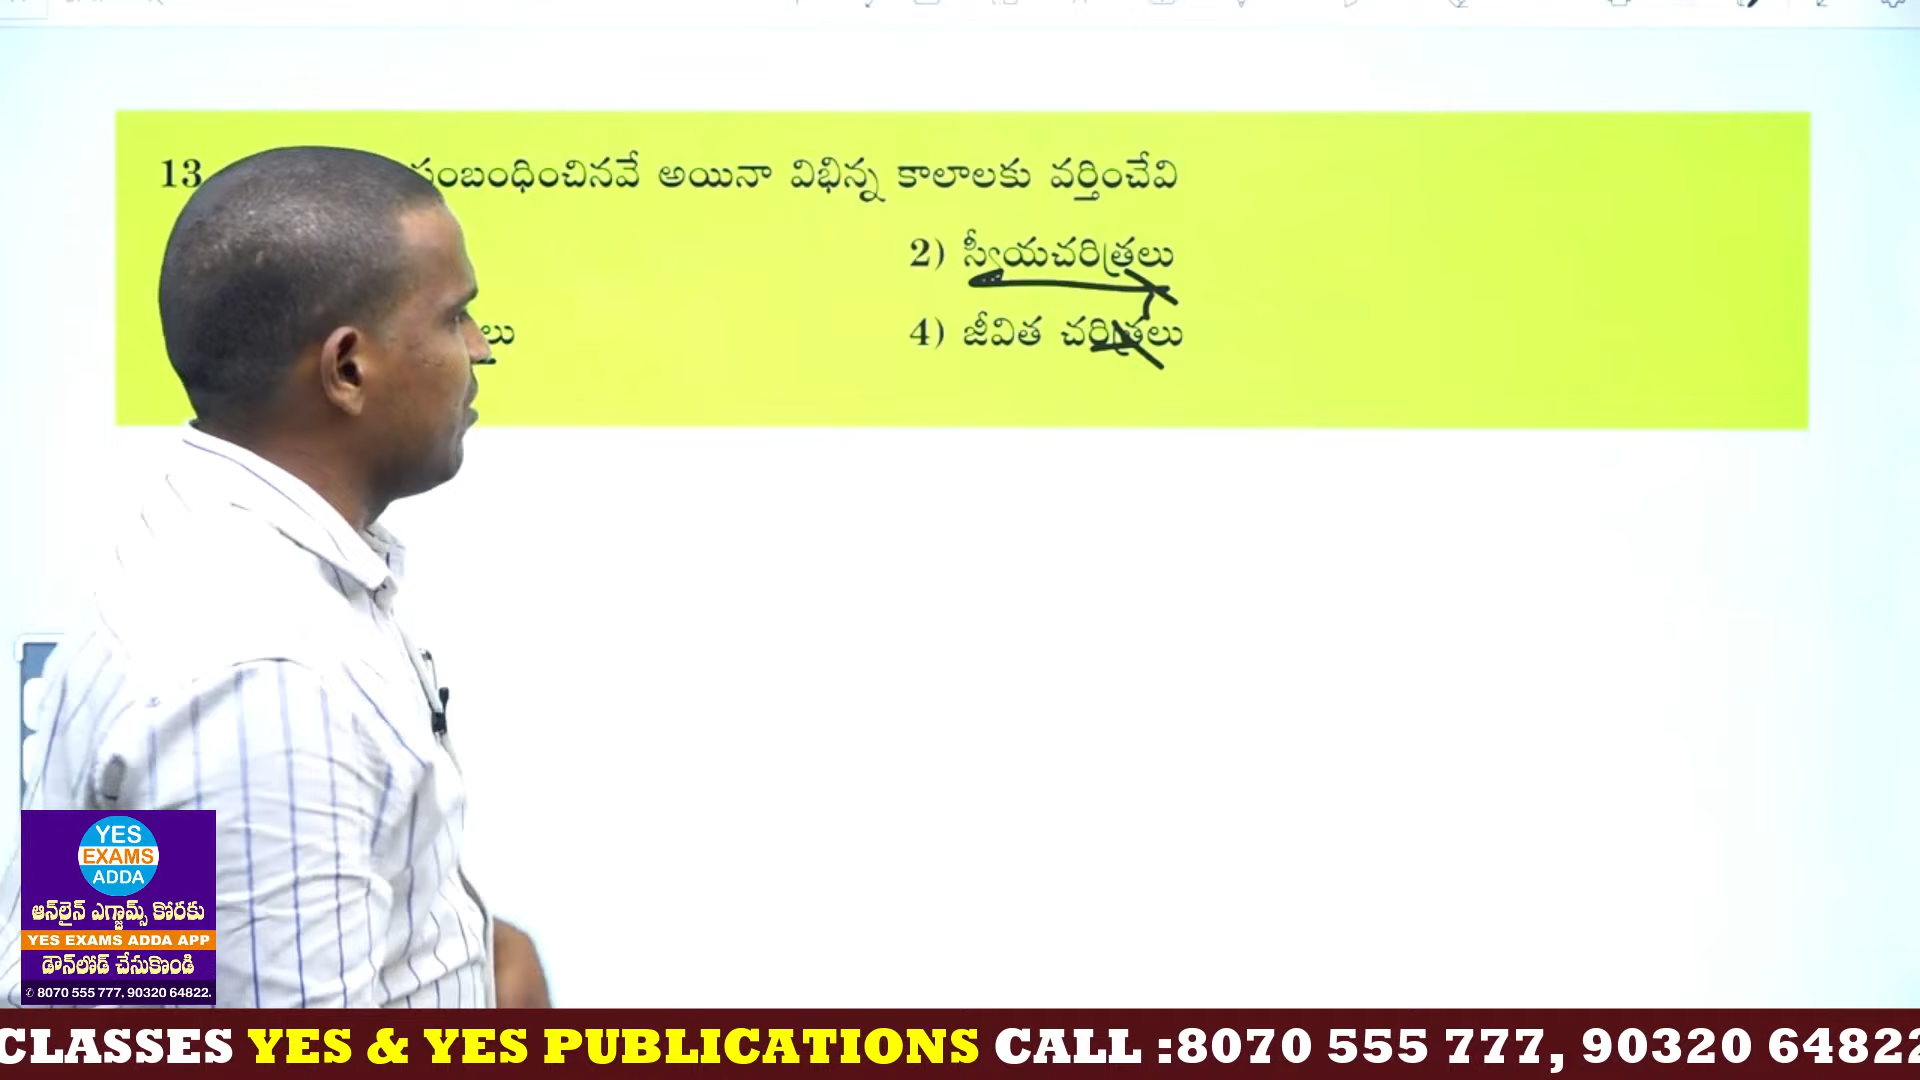 13
సంబంధించినవే అయినా విభిన్న కాలాలకు వర్తించేవి
2) స్వీయచరిత్రలు
4) జీవిత చరిత్రలు
YES
EXAMS
ADDA
ఆన్‌లైన్ ఎగ్జామ్స్ కొరకు
YES EXAMS ADDA APP
డౌన్‌లోడ్ చేసుకొండి
✆ 8070 555 777, 90320 64822.
CLASSES YES & YES PUBLICATIONS CALL :8070 555 777, 90320 64822